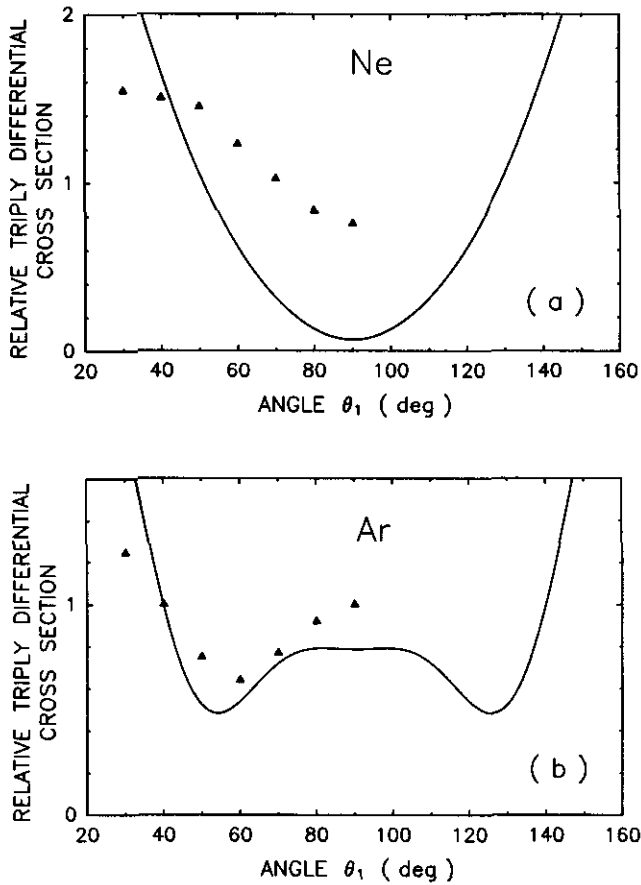 2
Ne
1
( a )
0
20 40 60 80 100 120 140 160
ANGLE θ₁ ( deg )
RELATIVE TRIPLY DIFFERENTIAL
CROSS SECTION
Ar
1
( b )
0
20 40 60 80 100 120 140 160
ANGLE θ₁ ( deg )
RELATIVE TRIPLY DIFFERENTIAL
CROSS SECTION